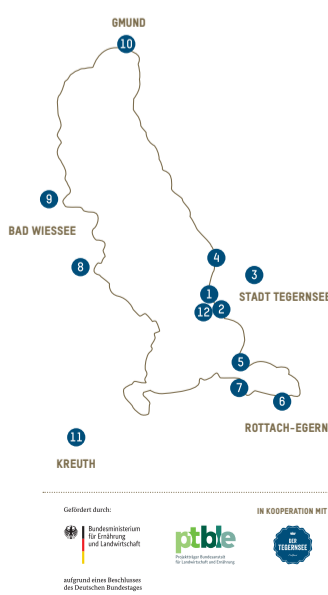 GMUND
10
9
BAD WIESSEE
8
4
3
1
STADT TEGERNSEE
12
2
5
7
6
ROTTACH-EGERN
11
KREUTH
Gefördert durch:
IN KOOPERATION MIT
Bundesministerium
für Ernährung
und Landwirtschaft
ptble
Projektträger Bundesanstalt
für Landwirtschaft und Ernährung
DER
TEGERNSEE
aufgrund eines Beschlusses
des Deutschen Bundestages